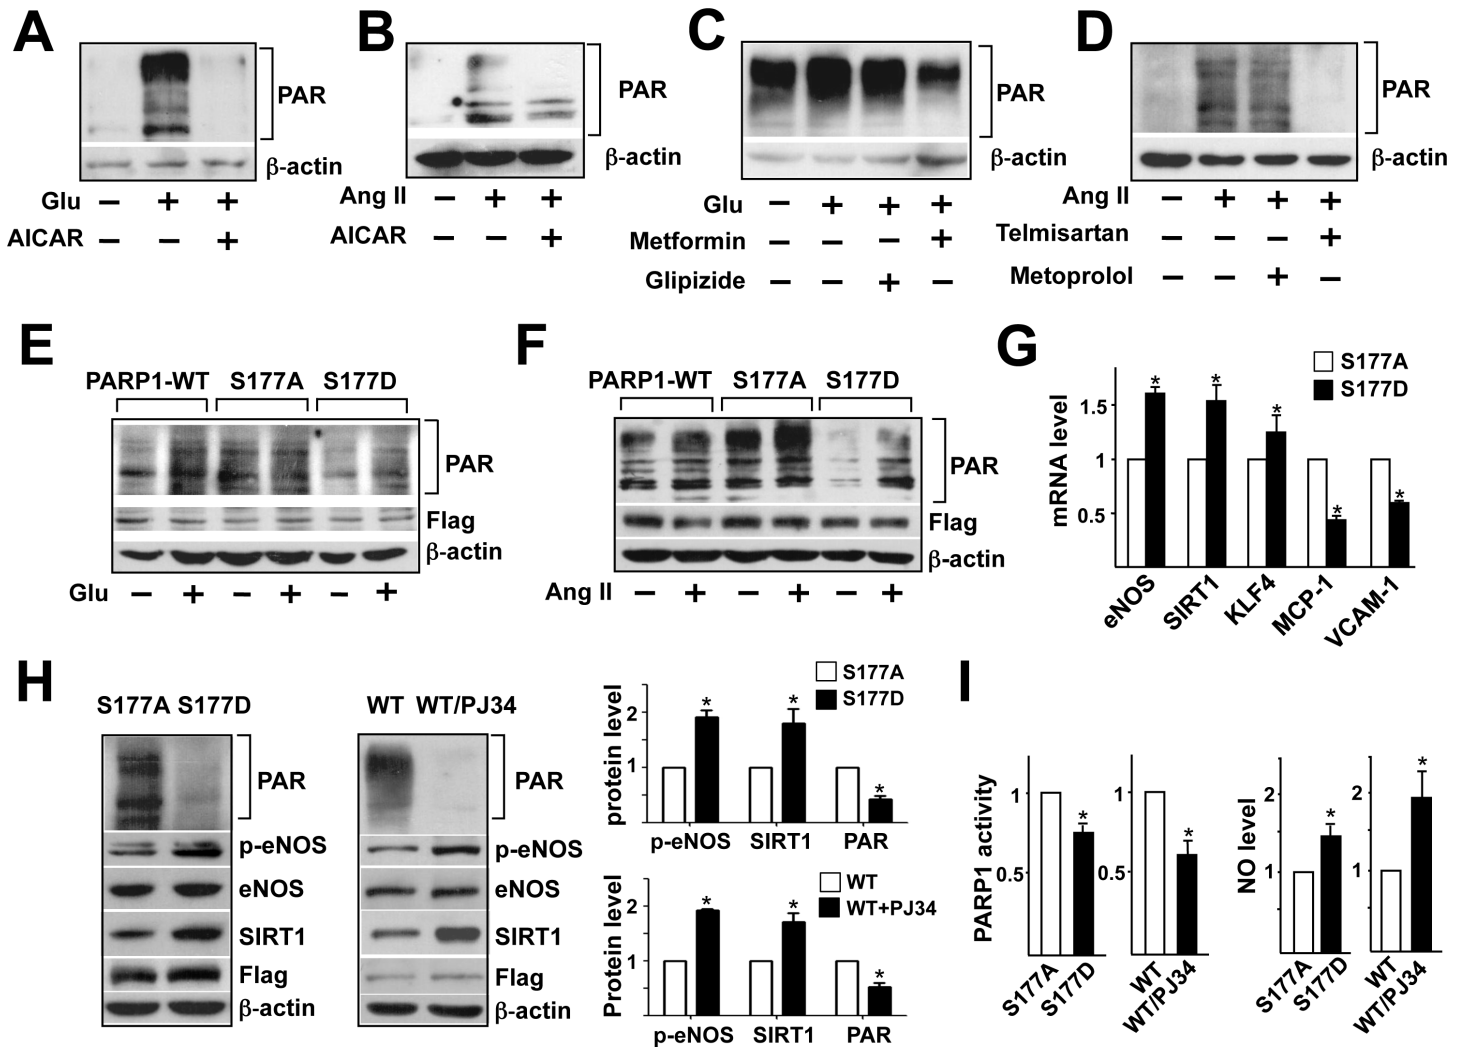 A
PAR
β-actin
Glu – + +
AICAR – – +
B
PAR
β-actin
Ang II – + +
AICAR – – +
C
PAR
β-actin
Glu – + + +
Metformin – – – +
Glipizide – – + –
D
PAR
β-actin
Ang II – + + +
Telmisartan – – – +
Metoprolol – – + –
E
PARP1-WT S177A S177D
PAR
Flag
β-actin
Glu – + – + – +
F
PARP1-WT S177A S177D
PAR
Flag
β-actin
Ang II – + – + – +
G
S177A
S177D
mRNA level
1.5
1
0.5
* * * * *
eNOS SIRT1 KLF4 MCP-1 VCAM-1
H
S177A S177D
PAR
p-eNOS
eNOS
SIRT1
Flag
β-actin
WT WT/PJ34
PAR
p-eNOS
eNOS
SIRT1
Flag
β-actin
S177A
S177D
protein level
2
1
* * *
p-eNOS SIRT1 PAR
WT
WT+PJ34
Protein level
2
1
* * *
p-eNOS SIRT1 PAR
I
PARP1 activity
1
0.5
*
S177A S177D
1
0.5
*
WT WT/PJ34
NO level
2
1
*
S177A S177D
2
1
*
WT WT/PJ34